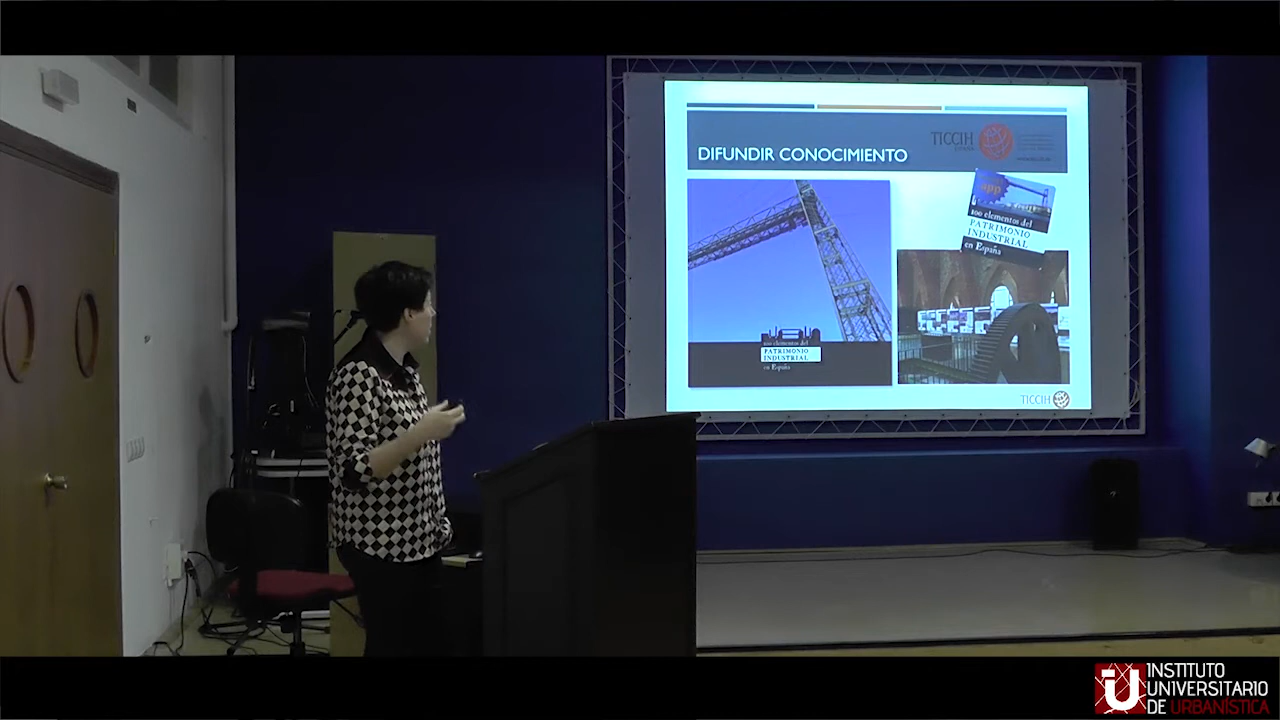 TICCIH
DIFUNDIR CONOCIMIENTO
app
100 elementos del
PATRIMONIO
INDUSTRIAL
en España
100 elementos del
PATRIMONIO
INDUSTRIAL
en España
TICCIH
INSTITUTO
UNIVERSITARIO
DE URBANÍSTICA